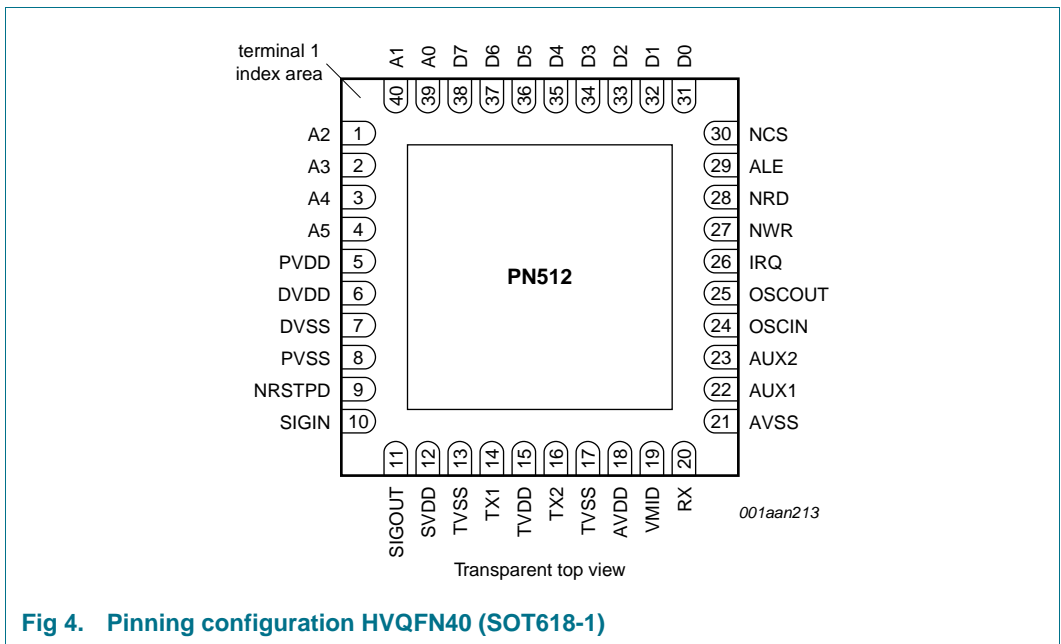 terminal 1
index area
A1
A0
D7
D6
D5
D4
D3
D2
D1
D0
40
39
38
37
36
35
34
33
32
31
A2 1
A3 2
A4 3
A5 4
PVDD 5
DVDD 6
DVSS 7
PVSS 8
NRSTPD 9
SIGIN 10
PN512
30 NCS
29 ALE
28 NRD
27 NWR
26 IRQ
25 OSCOUT
24 OSCIN
23 AUX2
22 AUX1
21 AVSS
11
12
13
14
15
16
17
18
19
20
SIGOUT
SVDD
TVSS
TX1
TVDD
TX2
TVSS
AVDD
VMID
RX
001aan213
Transparent top view
Fig 4. Pinning configuration HVQFN40 (SOT618-1)